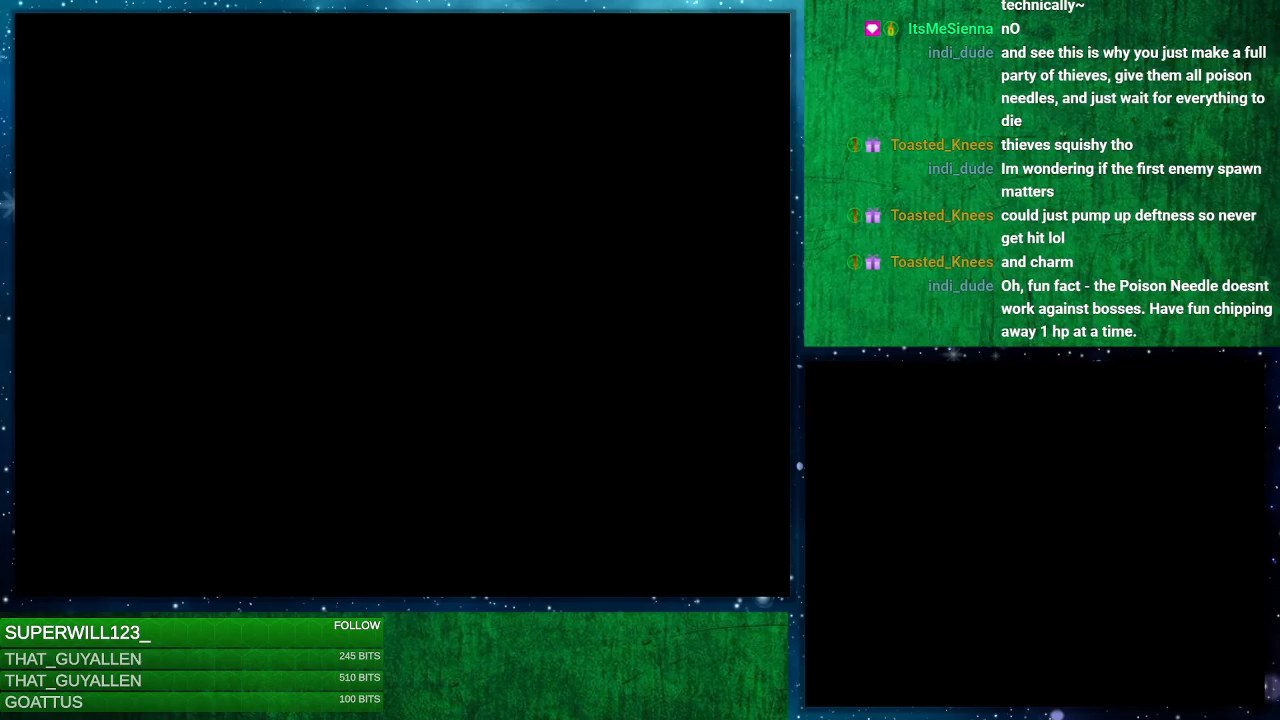 technically~
ItsMeSienna nO
indi_dude and see this is why you just make a full
party of thieves, give them all poison
needles, and just wait for everything to
die
Toasted_Knees thieves squishy tho
indi_dude Im wondering if the first enemy spawn
matters
Toasted_Knees could just pump up deftness so never
get hit lol
Toasted_Knees and charm
indi_dude Oh, fun fact - the Poison Needle doesnt
work against bosses. Have fun chipping
away 1 hp at a time.
SUPERWILL123_ FOLLOW
THAT_GUYALLEN 245 BITS
THAT_GUYALLEN 510 BITS
GOATTUS 100 BITS